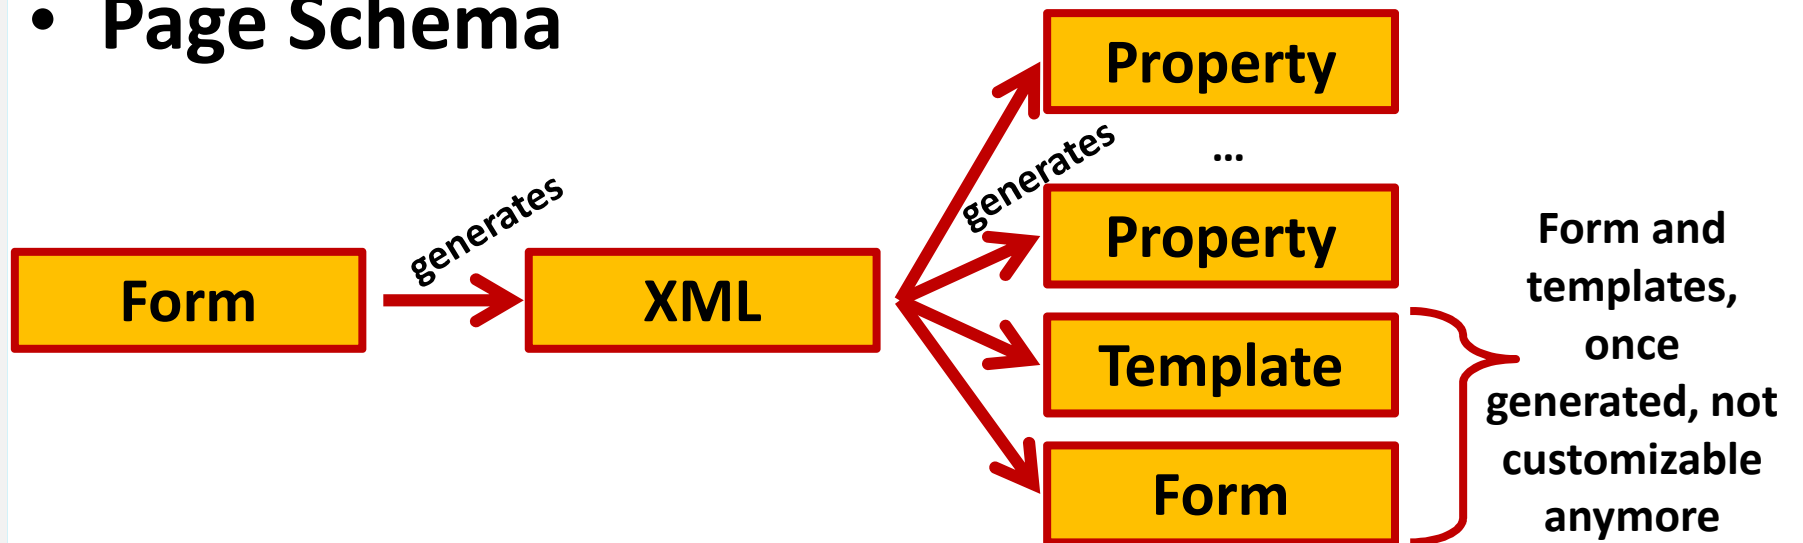 • Page Schema
Form
generates
XML
generates
Property
...
Property
Template
Form
Form and
templates,
once
generated, not
customizable
anymore